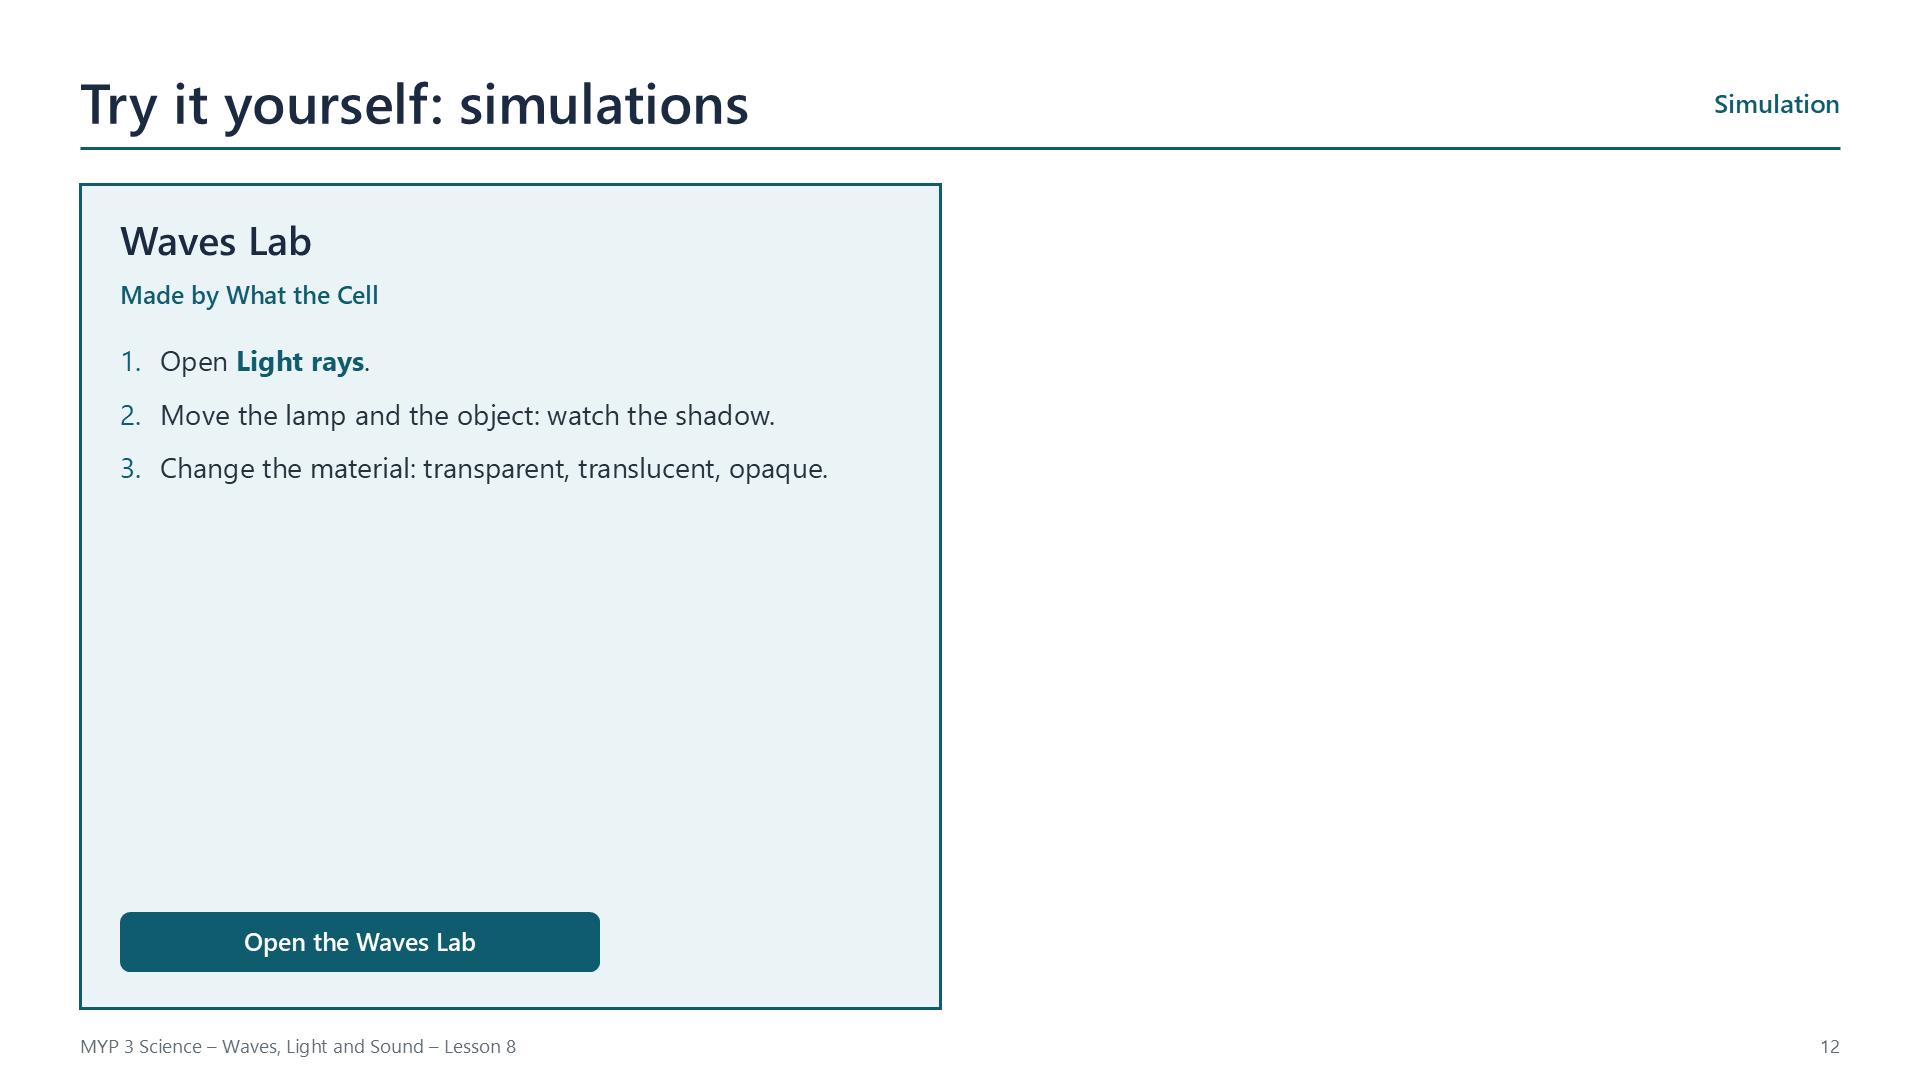 Try it yourself: simulations
Simulation
Waves Lab
Made by What the Cell
1. Open Light rays.
2. Move the lamp and the object: watch the shadow.
3. Change the material: transparent, translucent, opaque.
Open the Waves Lab
MYP 3 Science – Waves, Light and Sound – Lesson 8
12